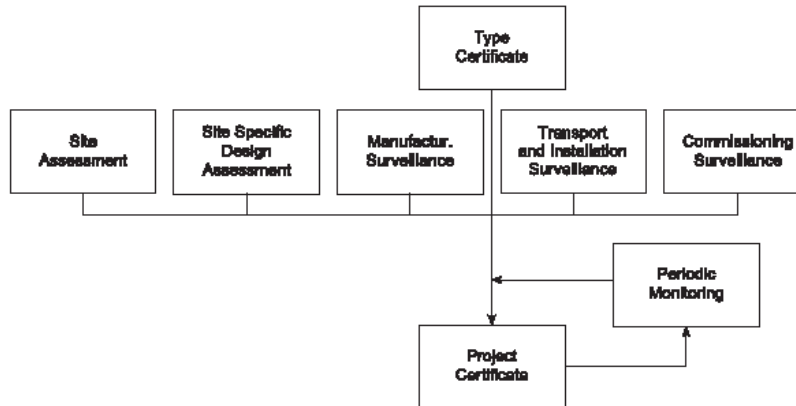 Type
Certificate
Site
Assessment
Site Specific
Design
Assessment
Manufactur.
Surveillance
Transport
and Installation
Surveillance
Commissioning
Surveillance
Periodic
Monitoring
Project
Certificate